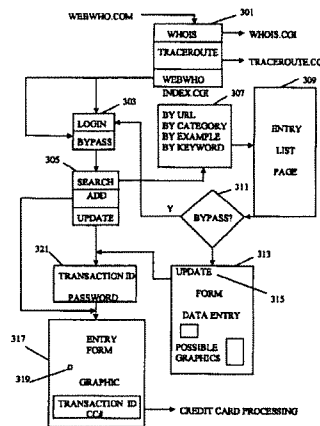 WEBWHO.COM
301
WHOIS
WHOIS.CGI
TRACEROUTE
TRACEROUTE.CG
WEBWHO
INDEX.CGI
303
LOGIN
BYPASS
307
BY URL
BY CATEGORY
BY EXAMPLE
BY KEYWORD
309
ENTRY
LIST
PAGE
305
SEARCH
ADD
UPDATE
311
Y
BYPASS?
321
TRANSACTION ID
PASSWORD
313
UPDATE
315
FORM
DATA ENTRY
POSSIBLE
GRAPHICS
317
ENTRY
FORM
319
GRAPHIC
TRANSACTION ID
CC#
CREDIT CARD PROCESSING